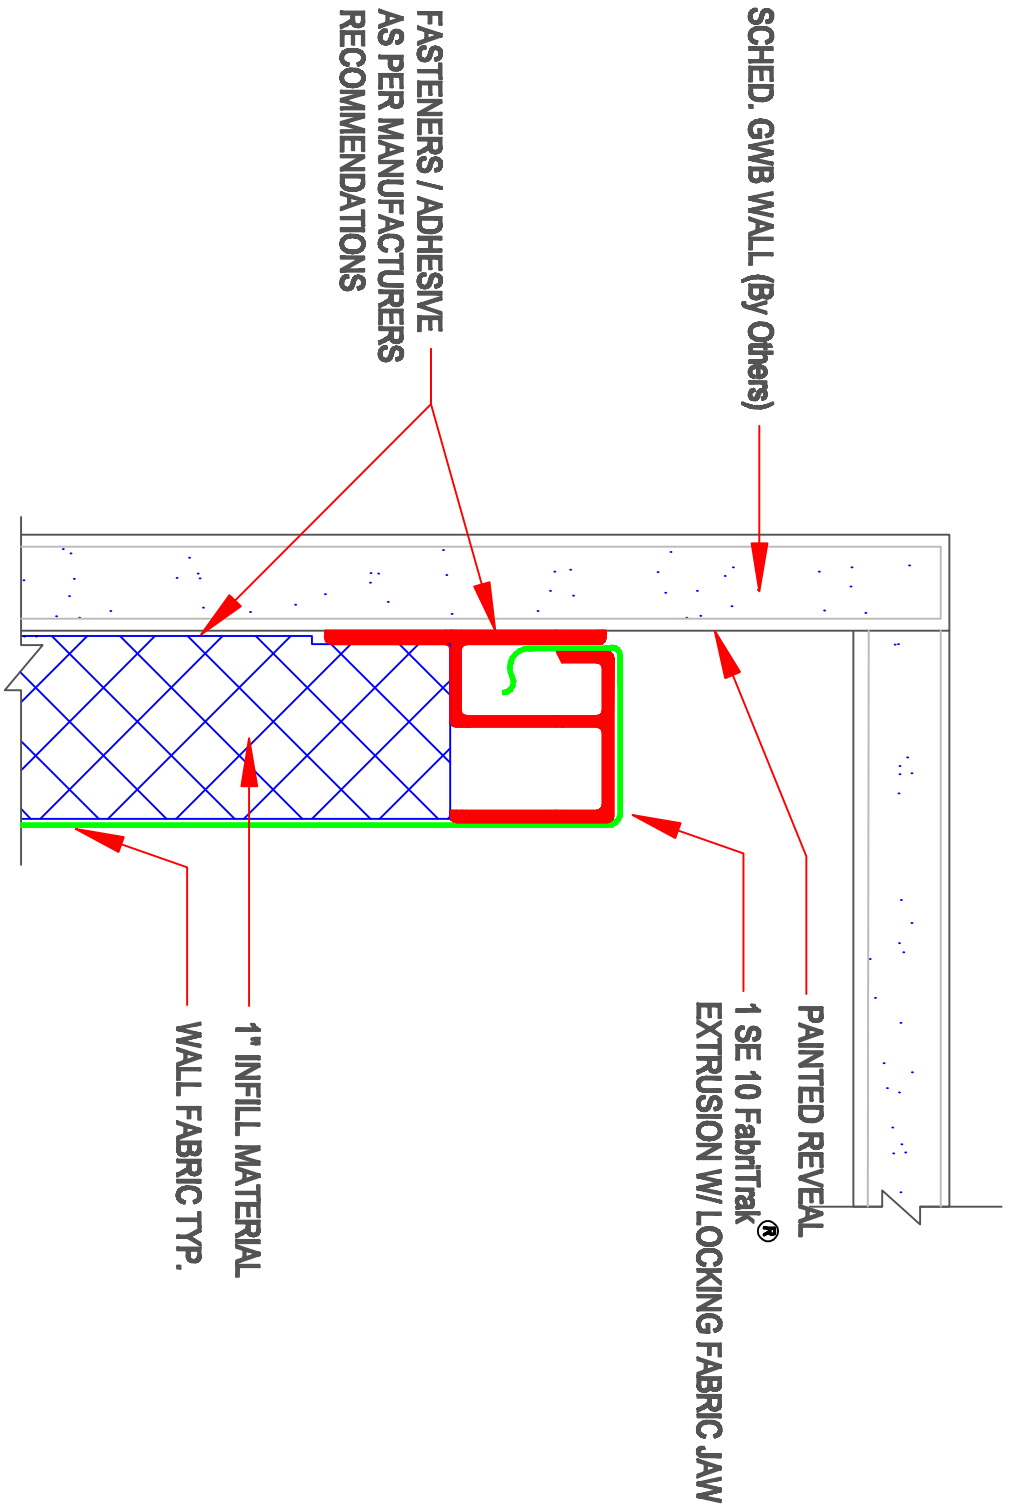 SCHED. GWB WALL (By Others)
FASTENERS / ADHESIVE
AS PER MANUFACTURERS
RECOMMENDATIONS
PAINTED REVEAL
1 SE 10 FabriTrak®
EXTRUSION W/ LOCKING FABRIC JAW
1" INFILL MATERIAL
WALL FABRIC TYP.